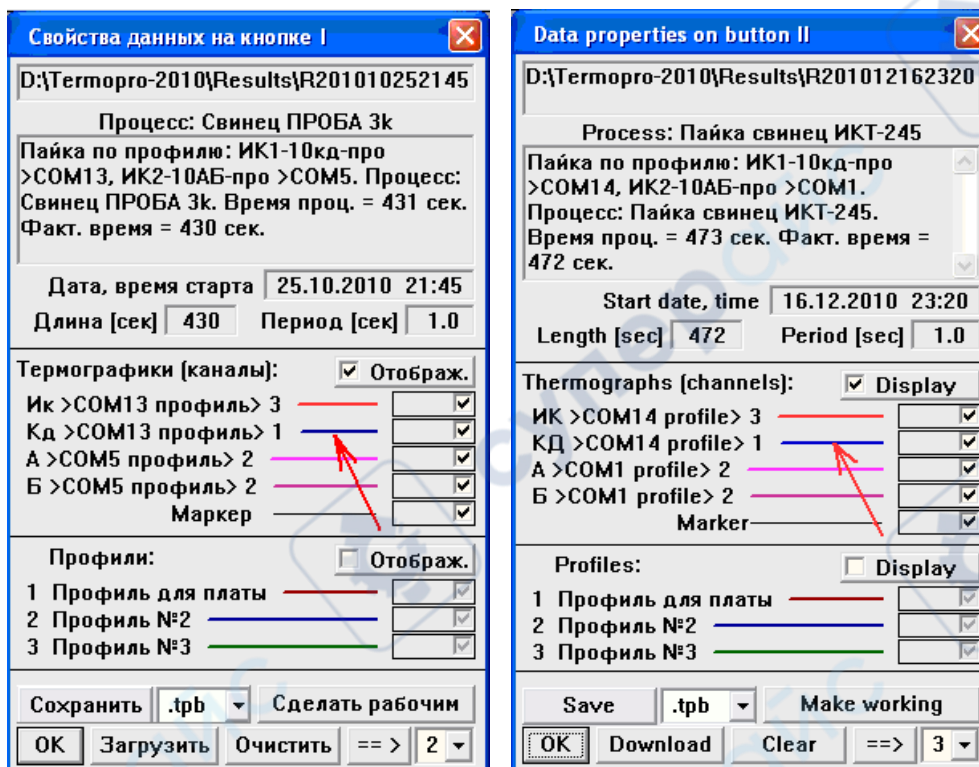 Свойства данных на кнопке I
D:\Termopro-2010\Results\R201010252145
Процесс: Свинец ПРОБА 3k
Пайка по профилю: ИК1-10кд-про
>COM13, ИК2-10АБ-про >COM5. Процесс:
Свинец ПРОБА 3k. Время проц. = 431 сек.
Факт. время = 430 сек.
Дата, время старта 25.10.2010 21:45
Длина [сек] 430 Период [сек] 1.0
Термографики (каналы): Отображ.
Ик >COM13 профиль> 3
Кд >COM13 профиль> 1
А >COM5 профиль> 2
Б >COM5 профиль> 2
Маркер
Профили: Отображ.
1 Профиль для платы
2 Профиль №2
3 Профиль №3
Сохранить .tpb Сделать рабочим
OK Загрузить Очистить == > 2
Data properties on button II
D:\Termopro-2010\Results\R201012162320
Process: Пайка свинец ИКТ-245
Пайка по профилю: ИК1-10кд-про
>COM14, ИК2-10АБ-про >COM1.
Процесс: Пайка свинец ИКТ-245.
Время проц. = 473 сек. Факт. время =
472 сек.
Start date, time 16.12.2010 23:20
Length [sec] 472 Period [sec] 1.0
Thermographs (channels): Display
ИК >COM14 profile> 3
КД >COM14 profile> 1
А >COM1 profile> 2
Б >COM1 profile> 2
Marker
Profiles: Display
1 Профиль для платы
2 Профиль №2
3 Профиль №3
Save .tpb Make working
OK Download Clear ==> 3
суперайс